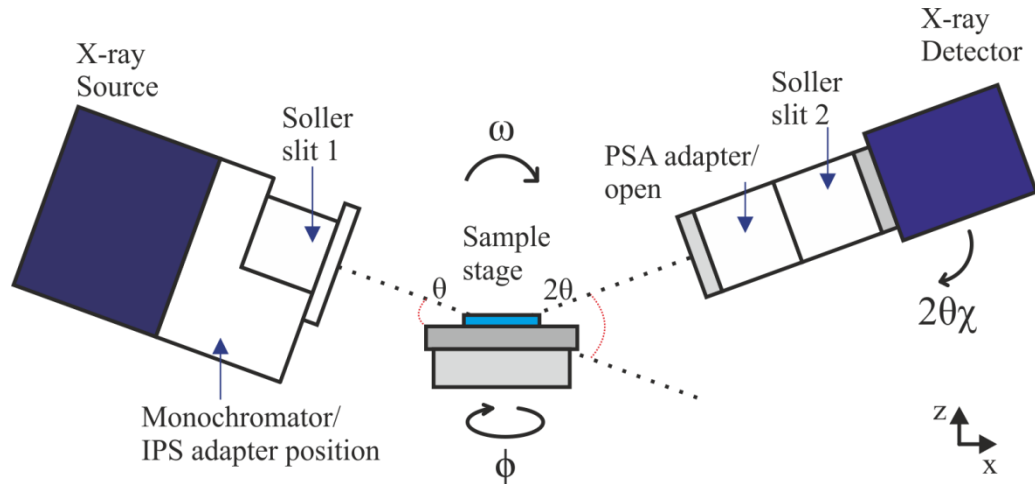 X-ray
Source
Soller
slit 1
ω
Sample
stage
θ
2θ
PSA adapter/
open
Soller
slit 2
X-ray
Detector
2θχ
Monochromator/
IPS adapter position
ϕ
z
x